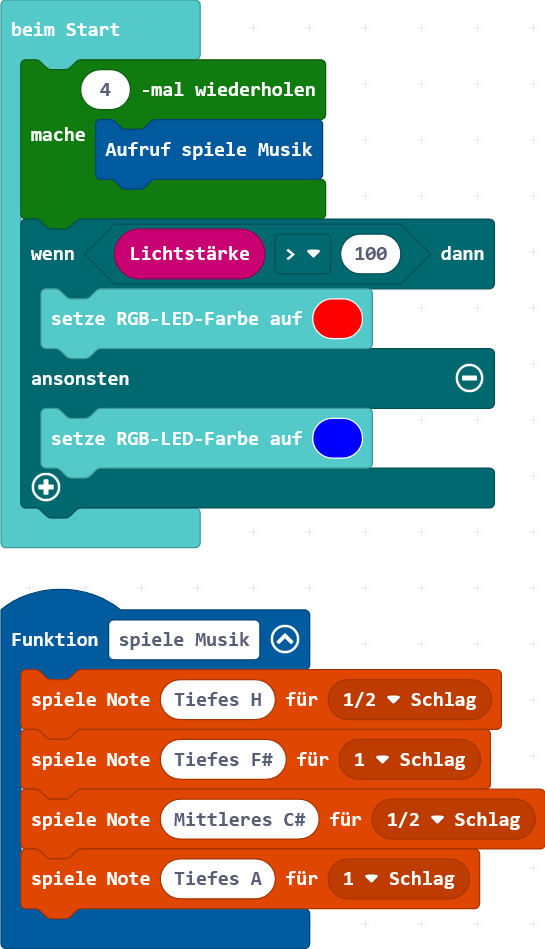 beim Start
4 -mal wiederholen
mache
Aufruf spiele Musik
wenn Lichtstärke > 100 dann
setze RGB-LED-Farbe auf
ansonsten
setze RGB-LED-Farbe auf
Funktion spiele Musik
spiele Note Tiefes H für 1/2 Schlag
spiele Note Tiefes F# für 1 Schlag
spiele Note Mittleres C# für 1/2 Schlag
spiele Note Tiefes A für 1 Schlag